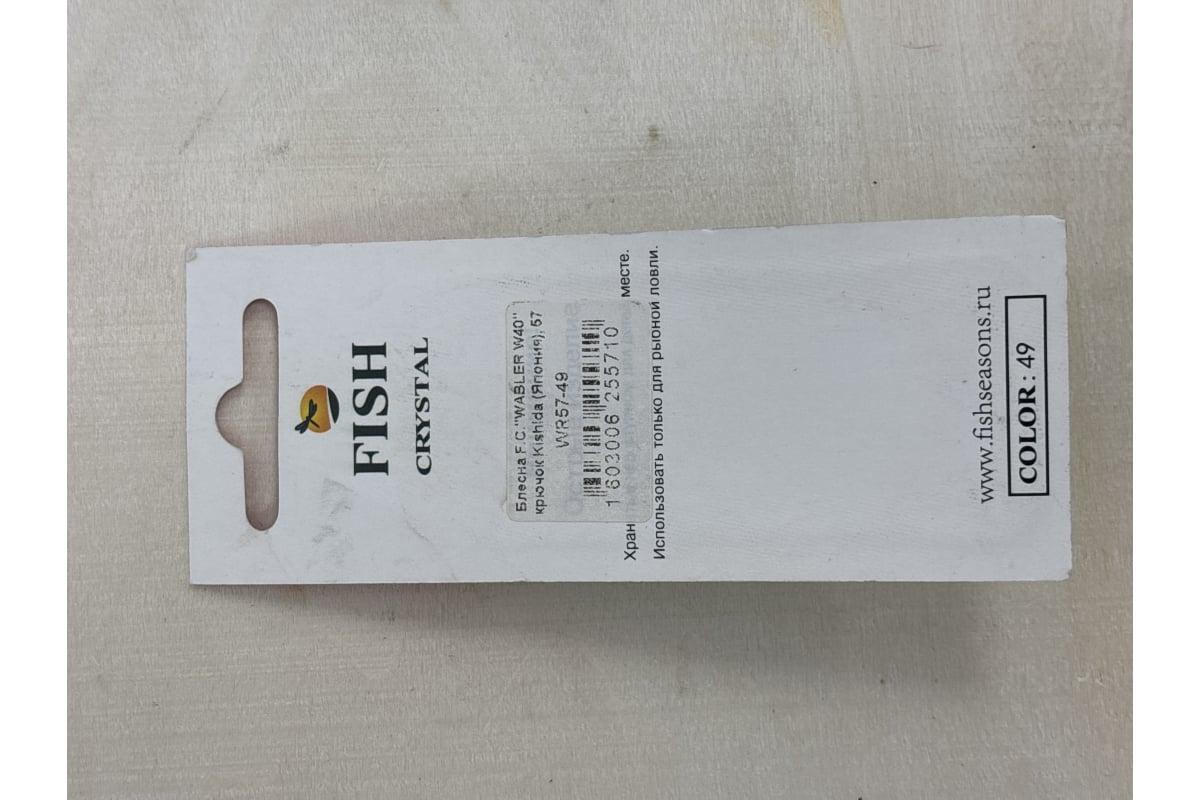 FISH
CRYSTAL
Блесна F.C."WABLER W40"
крючок Kishida (Япония), 57
WR57-49
1 603006 255710
Хран месте.
Использовать только для рыбной ловли.
www.fishseasons.ru
COLOR : 49